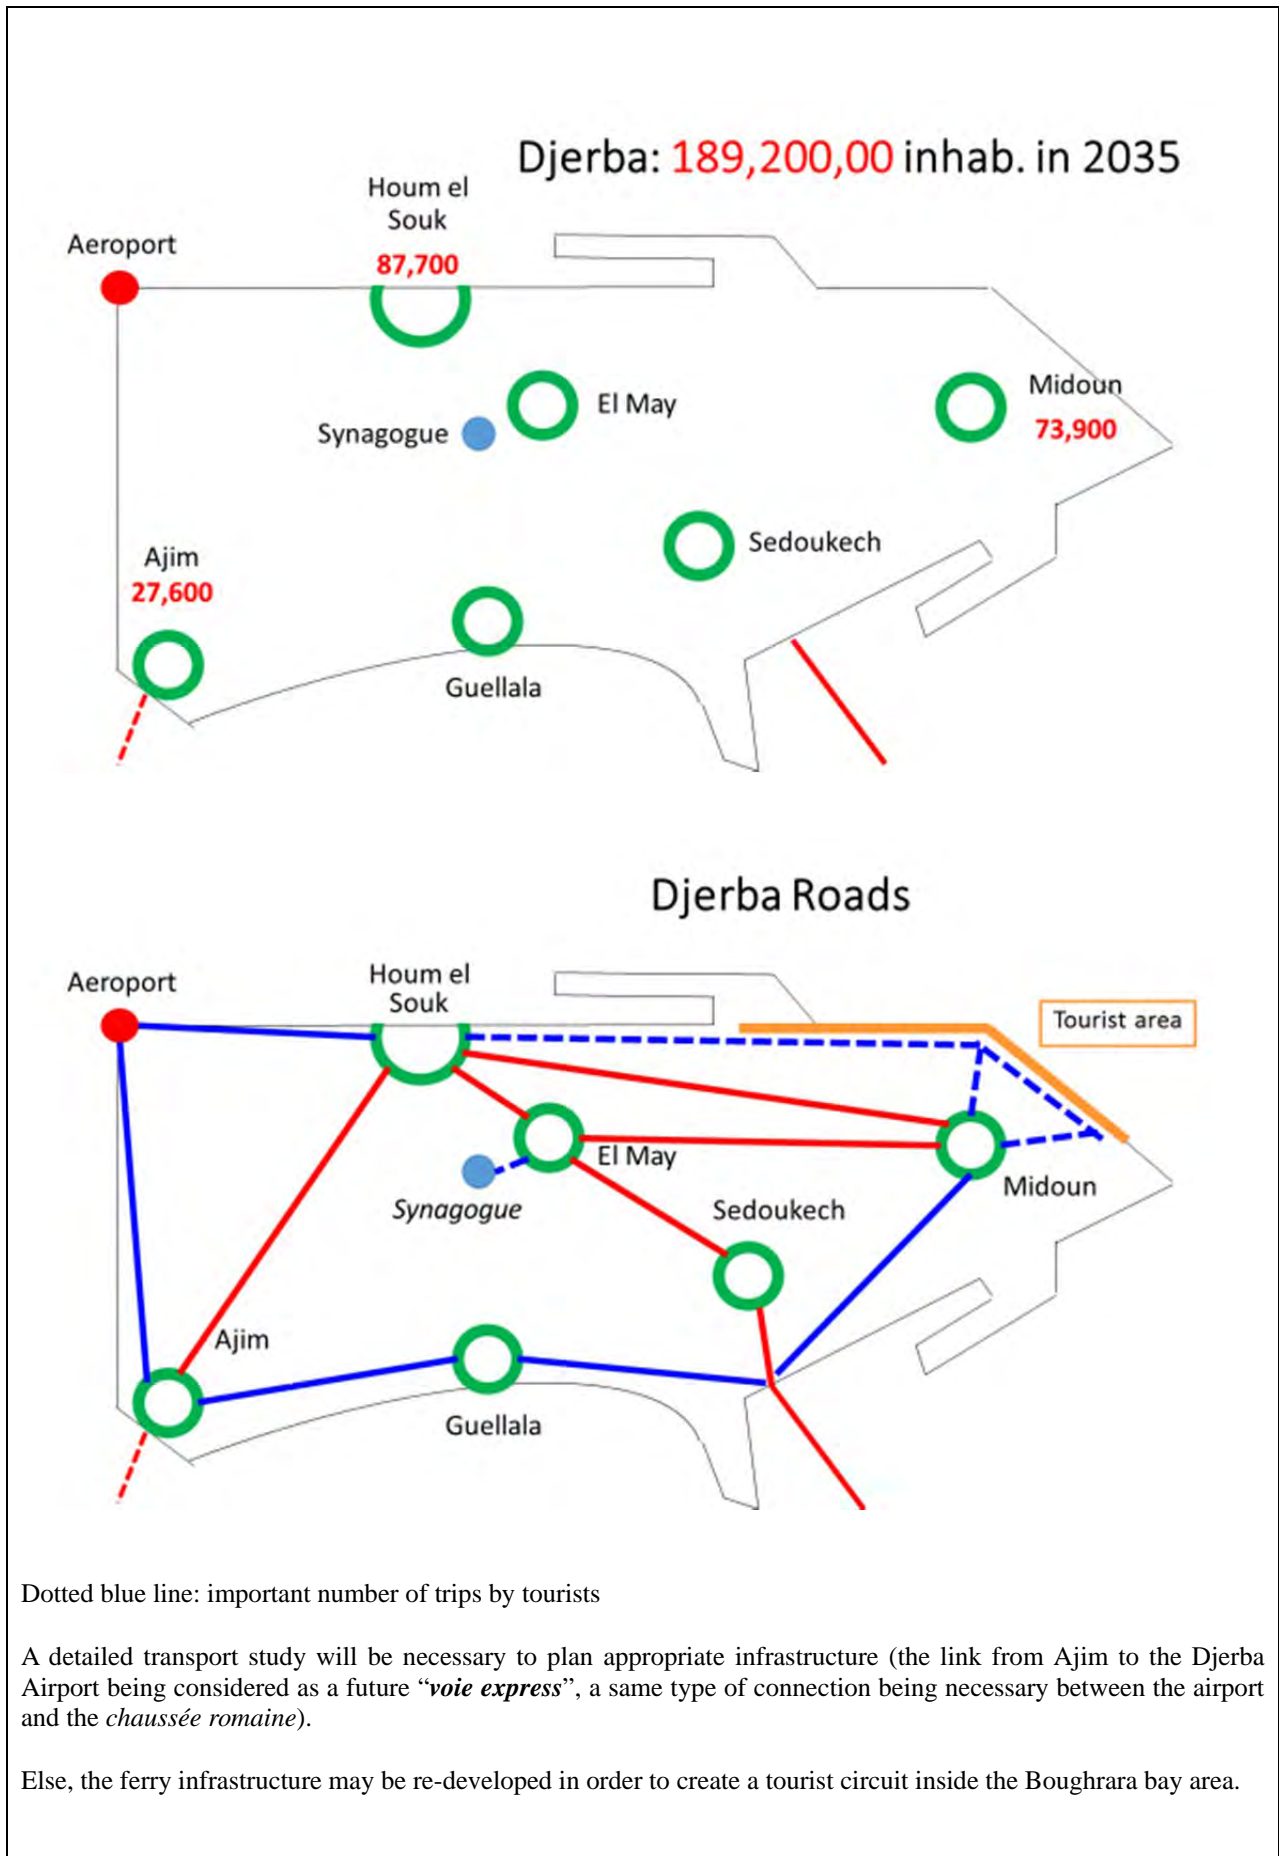 Djerba: 189,200,00 inhab. in 2035
Houm el
Souk
87,700
Aeroport
El May
Synagogue
Midoun
73,900
Sedoukech
Ajim
27,600
Guellala
Djerba Roads
Aeroport
Houm el
Souk
Tourist area
El May
Synagogue
Midoun
Sedoukech
Ajim
Guellala
Dotted blue line: important number of trips by tourists
A detailed transport study will be necessary to plan appropriate infrastructure (the link from Ajim to the Djerba
Airport being considered as a future “voie express”, a same type of connection being necessary between the airport
and the chaussée romaine).
Else, the ferry infrastructure may be re-developed in order to create a tourist circuit inside the Boughrara bay area.